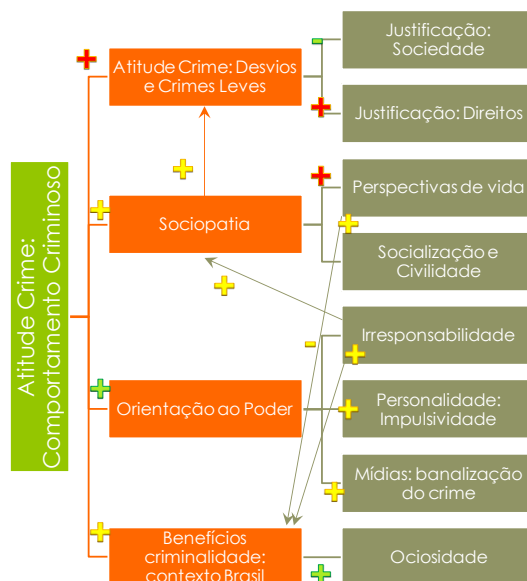 Atitude Crime:
Comportamento Criminoso
Atitude Crime: Desvios
e Crimes Leves
Justificação:
Sociedade
Justificação: Direitos
Sociopatia
Perspectivas de vida
Socialização e
Civilidade
Orientação ao Poder
Irresponsabilidade
Personalidade:
Impulsividade
Mídias: banalização
do crime
Benefícios
criminalidade:
contexto Brasil
Ociosidade